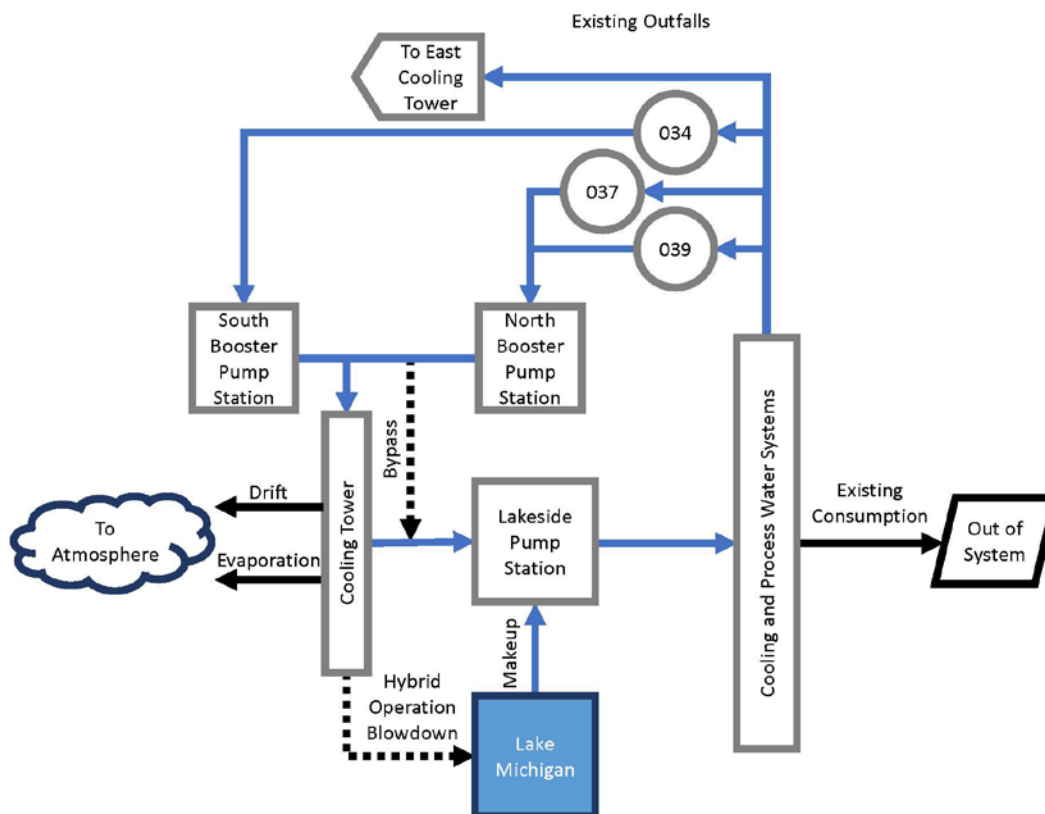 Existing Outfalls
To East
Cooling
Tower
034
037
039
South
Booster
Pump
Station
North
Booster
Pump
Station
Bypass
Drift
To
Atmosphere
Evaporation
Cooling Tower
Lakeside
Pump
Station
Cooling and Process Water Systems
Existing
Consumption
Out of
System
Makeup
Hybrid
Operation
Blowdown
Lake
Michigan